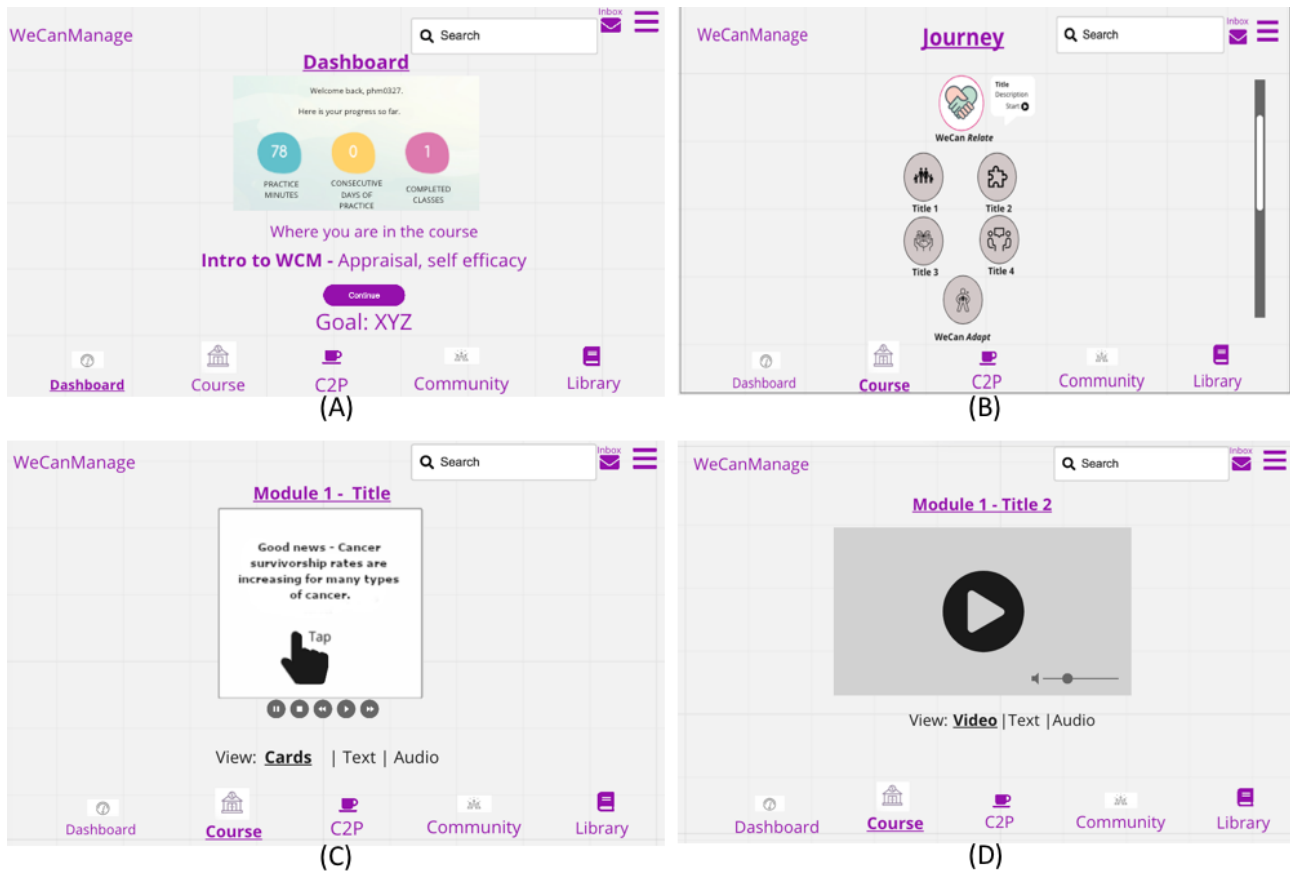 WeCanManage
Search
Inbox
Dashboard
Welcome back, phm0327.
Here is your progress so far.
78
0
1
PRACTICE
MINUTES
CONSECUTIVE
DAYS OF
PRACTICE
COMPLETED
CLASSES
Where you are in the course
Intro to WCM - Appraisal, self efficacy
Continue
Goal: XYZ
Dashboard
Course
C2P
Community
Library
(A)
WeCanManage
Journey
Search
Inbox
Title
Description
Start
WeCan Relate
Title 1
Title 2
Title 3
Title 4
WeCan Adapt
Dashboard
Course
C2P
Community
Library
(B)
WeCanManage
Search
Inbox
Module 1 - Title
Good news - Cancer
survivorship rates are
increasing for many types
of cancer.
Tap
View: Cards | Text | Audio
Dashboard
Course
C2P
Community
Library
(C)
WeCanManage
Search
Inbox
Module 1 - Title 2
View: Video |Text |Audio
Dashboard
Course
C2P
Community
Library
(D)